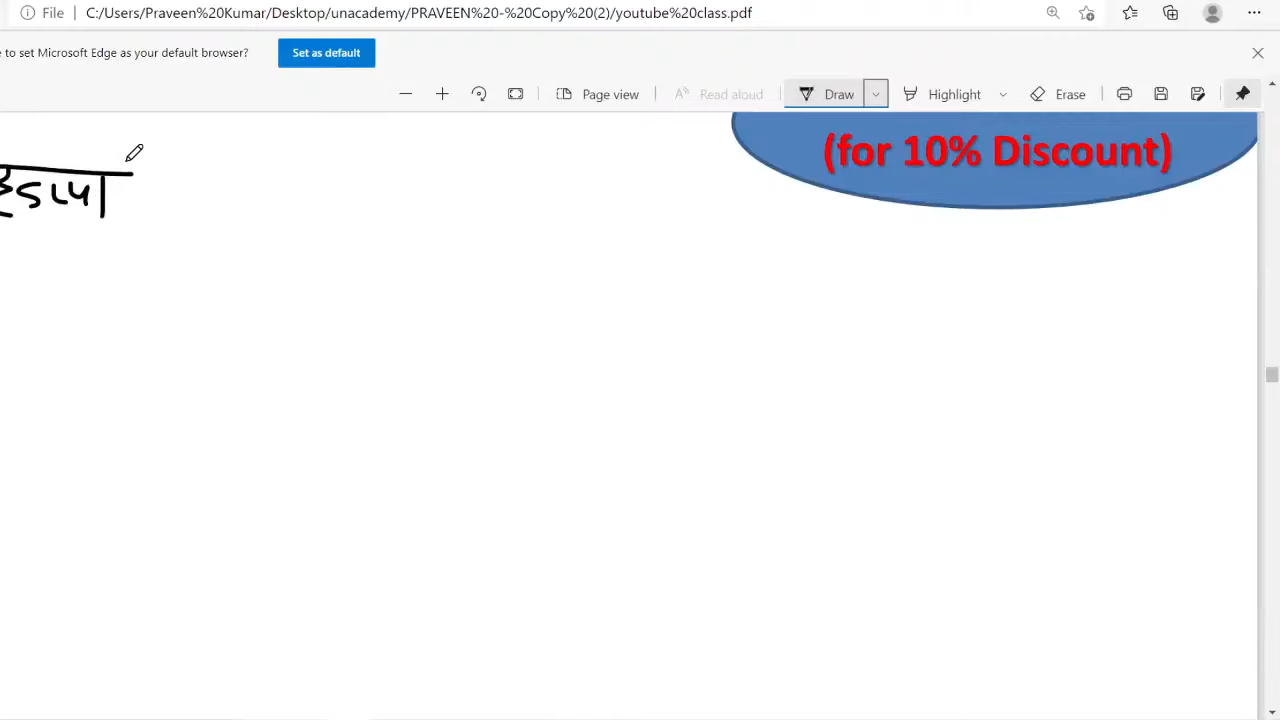 File C:/Users/Praveen%20Kumar/Desktop/unacademy/PRAVEEN%20-%20Copy%20(2)/youtube%20class.pdf
e to set Microsoft Edge as your default browser? Set as default
Page view Read aloud Draw Highlight Erase
(for 10% Discount)